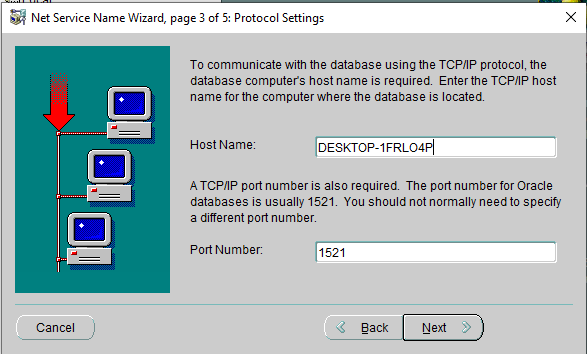 Net Service Name Wizard, page 3 of 5: Protocol Settings
To communicate with the database using the TCP/IP protocol, the
database computer's host name is required. Enter the TCP/IP host
name for the computer where the database is located.
Host Name: DESKTOP-1FRLO4P
A TCP/IP port number is also required. The port number for Oracle
databases is usually 1521. You should not normally need to specify
a different port number.
Port Number: 1521
Cancel Back Next